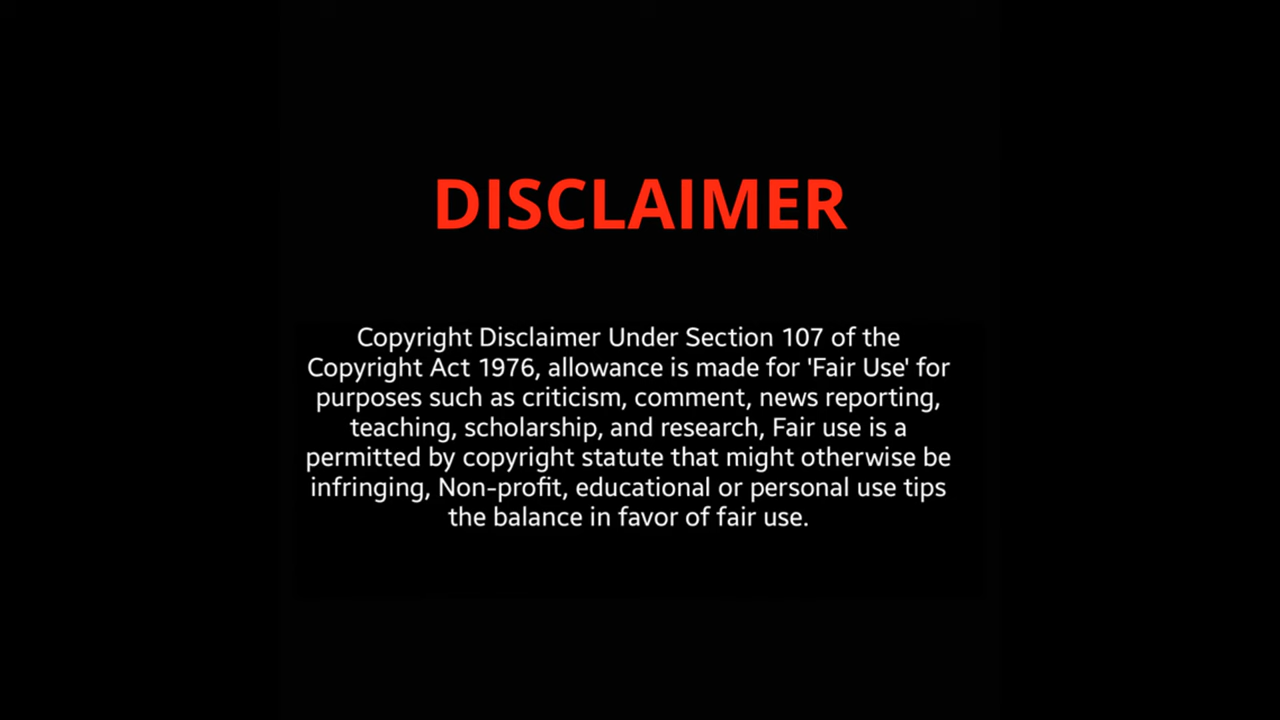 DISCLAIMER
Copyright Disclaimer Under Section 107 of the
Copyright Act 1976, allowance is made for 'Fair Use' for
purposes such as criticism, comment, news reporting,
teaching, scholarship, and research, Fair use is a
permitted by copyright statute that might otherwise be
infringing, Non-profit, educational or personal use tips
the balance in favor of fair use.